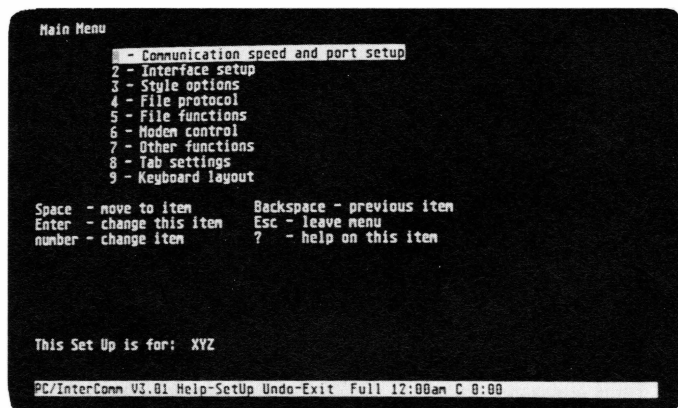 Main Menu
- Communication speed and port setup
2 - Interface setup
3 - Style options
4 - File protocol
5 - File functions
6 - Modem control
7 - Other functions
8 - Tab settings
9 - Keyboard layout
Space - move to item Backspace - previous item
Enter - change this item Esc - leave menu
number - change item ? - help on this item
This Set Up is for: XYZ
PC/InterComm V3.01 Help-SetUp Undo-Exit Full 12:00am C 0:00